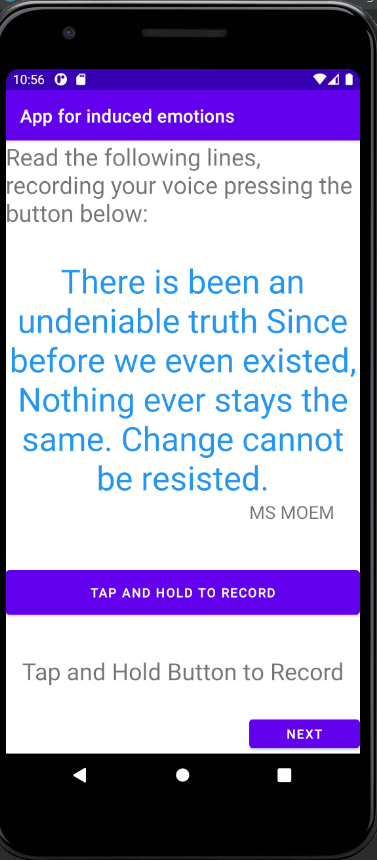 10:56
App for induced emotions
Read the following lines,
recording your voice pressing the
button below:
There is been an
undeniable truth Since
before we even existed,
Nothing ever stays the
same. Change cannot
be resisted.
MS MOEM
TAP AND HOLD TO RECORD
Tap and Hold Button to Record
NEXT